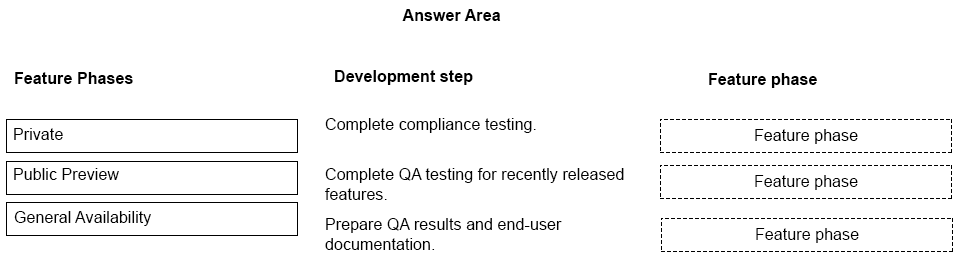 Answer Area
Feature Phases
Development step
Feature phase
Private
Complete compliance testing.
Feature phase
Public Preview
Complete QA testing for recently released
features.
Feature phase
General Availability
Prepare QA results and end-user
documentation.
Feature phase